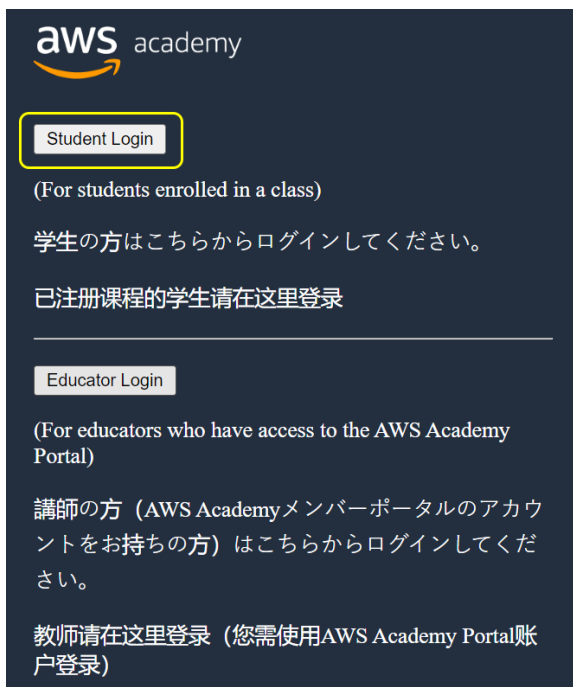 aws academy
Student Login
(For students enrolled in a class)
学生の方はこちらからログインしてください。
已注册课程的学生请在这里登录
Educator Login
(For educators who have access to the AWS Academy
Portal)
講師の方（AWS Academyメンバーポータルのアカウ
ントをお持ちの方）はこちらからログインしてくだ
さい。
教师请在这里登录（您需使用AWS Academy Portal账
户登录）